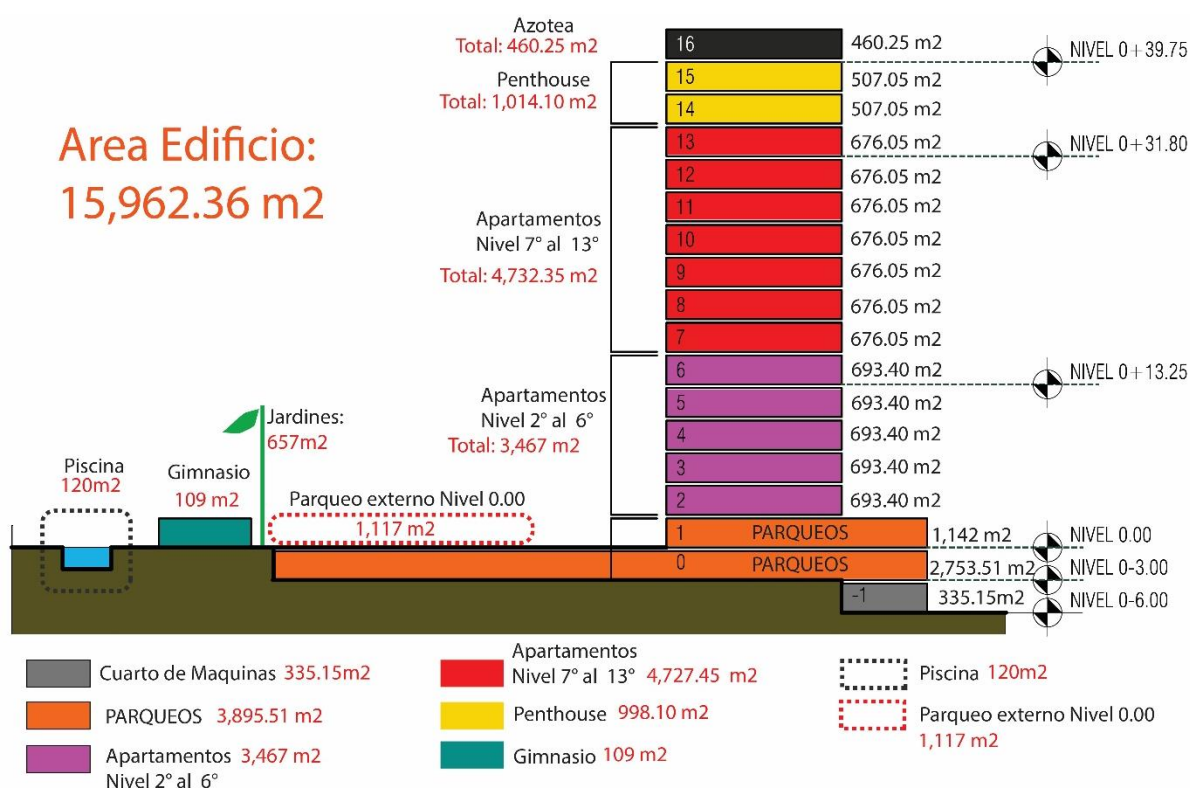 Azotea
Total: 460.25 m2
16
460.25 m2
NIVEL 0+39.75
Penthouse
Total: 1,014.10 m2
15
507.05 m2
14
507.05 m2
Area Edificio:
15,962.36 m2
13
676.05 m2
NIVEL 0+31.80
12
676.05 m2
Apartamentos
Nivel 7° al 13°
Total: 4,732.35 m2
11
676.05 m2
10
676.05 m2
9
676.05 m2
8
676.05 m2
7
676.05 m2
6
693.40 m2
NIVEL 0+13.25
Apartamentos
Nivel 2° al 6°
Total: 3,467 m2
5
693.40 m2
4
693.40 m2
3
693.40 m2
2
693.40 m2
Jardines:
657m2
Piscina
120m2
Gimnasio
109 m2
Parqueo externo Nivel 0.00
1,117 m2
1 PARQUEOS
1,142 m2
NIVEL 0.00
0 PARQUEOS
2,753.51 m2
NIVEL 0-3.00
-1
335.15m2
NIVEL 0-6.00
Cuarto de Maquinas 335.15m2
PARQUEOS 3,895.51 m2
Apartamentos 3,467 m2
Nivel 2° al 6°
Apartamentos
Nivel 7° al 13° 4,727.45 m2
Penthouse 998.10 m2
Gimnasio 109 m2
Piscina 120m2
Parqueo externo Nivel 0.00
1,117 m2